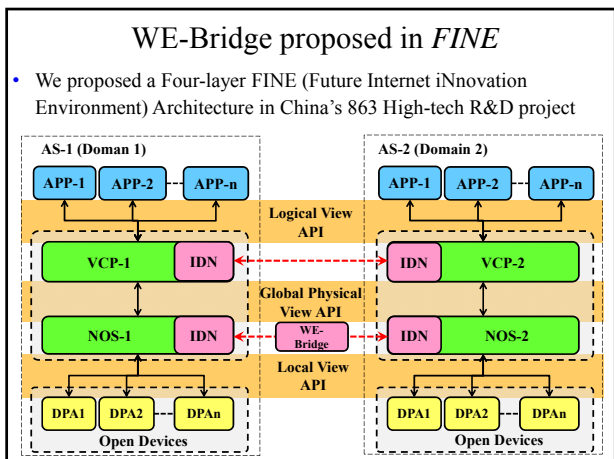 WE-Bridge proposed in FINE
• We proposed a Four-layer FINE (Future Internet iNnovation
Environment) Architecture in China's 863 High-tech R&D project
AS-1 (Doman 1)
AS-2 (Domain 2)
APP-1 APP-2 APP-n
APP-1 APP-2 APP-n
Logical View
API
VCP-1 IDN
IDN VCP-2
Global Physical
View API
NOS-1 IDN
WE-
Bridge
IDN NOS-2
Local View
API
DPA1 DPA2 DPAn
DPA1 DPA2 DPAn
Open Devices
Open Devices